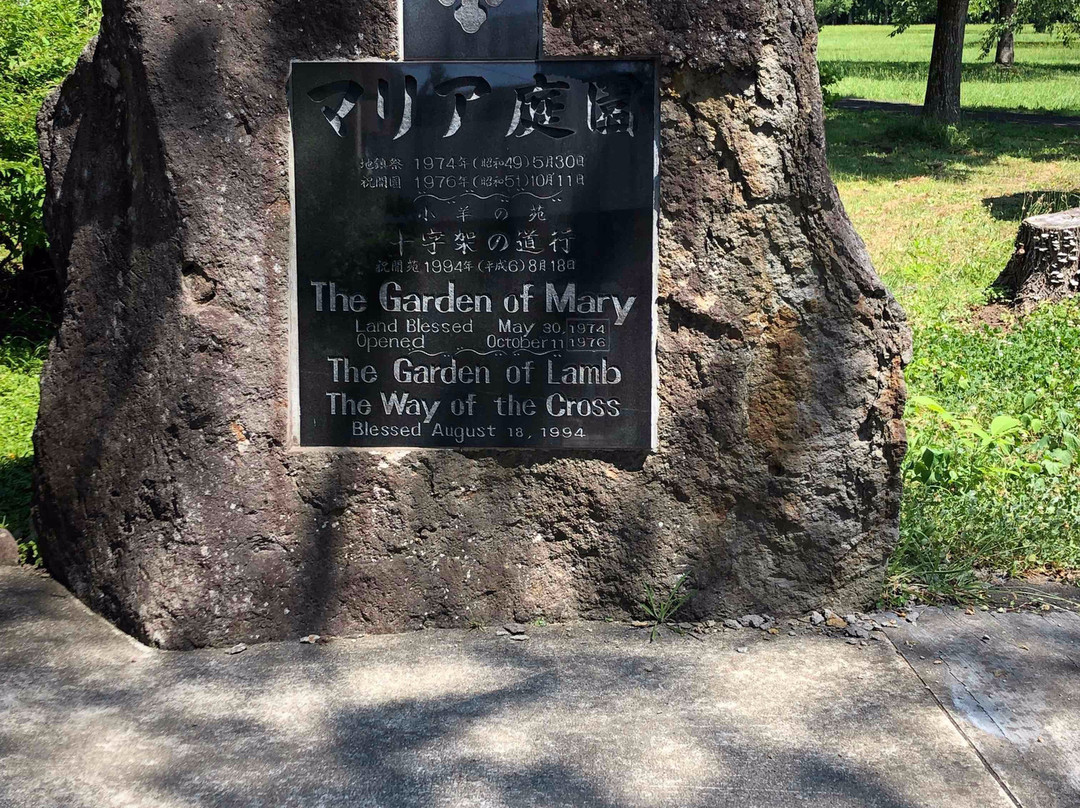 マリア庭園
地鎮祭 1974年(昭和49)5月30日
祝開園 1976年(昭和51)10月11日
小羊の苑
十字架の道行
祝開苑1994年(平成6)8月18日
The Garden of Mary
Land Blessed May 30, 1974
Opened October 11 1976
The Garden of Lamb
The Way of the Cross
Blessed August 18, 1994